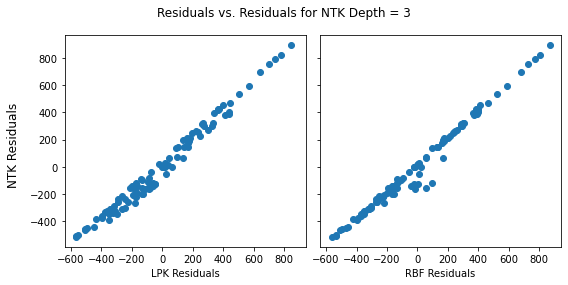 Residuals vs. Residuals for NTK Depth = 3
NTK Residuals
800
600
400
200
0
−200
−400
−600 −400 −200 0 200 400 600 800
−600 −400 −200 0 200 400 600 800
LPK Residuals
RBF Residuals